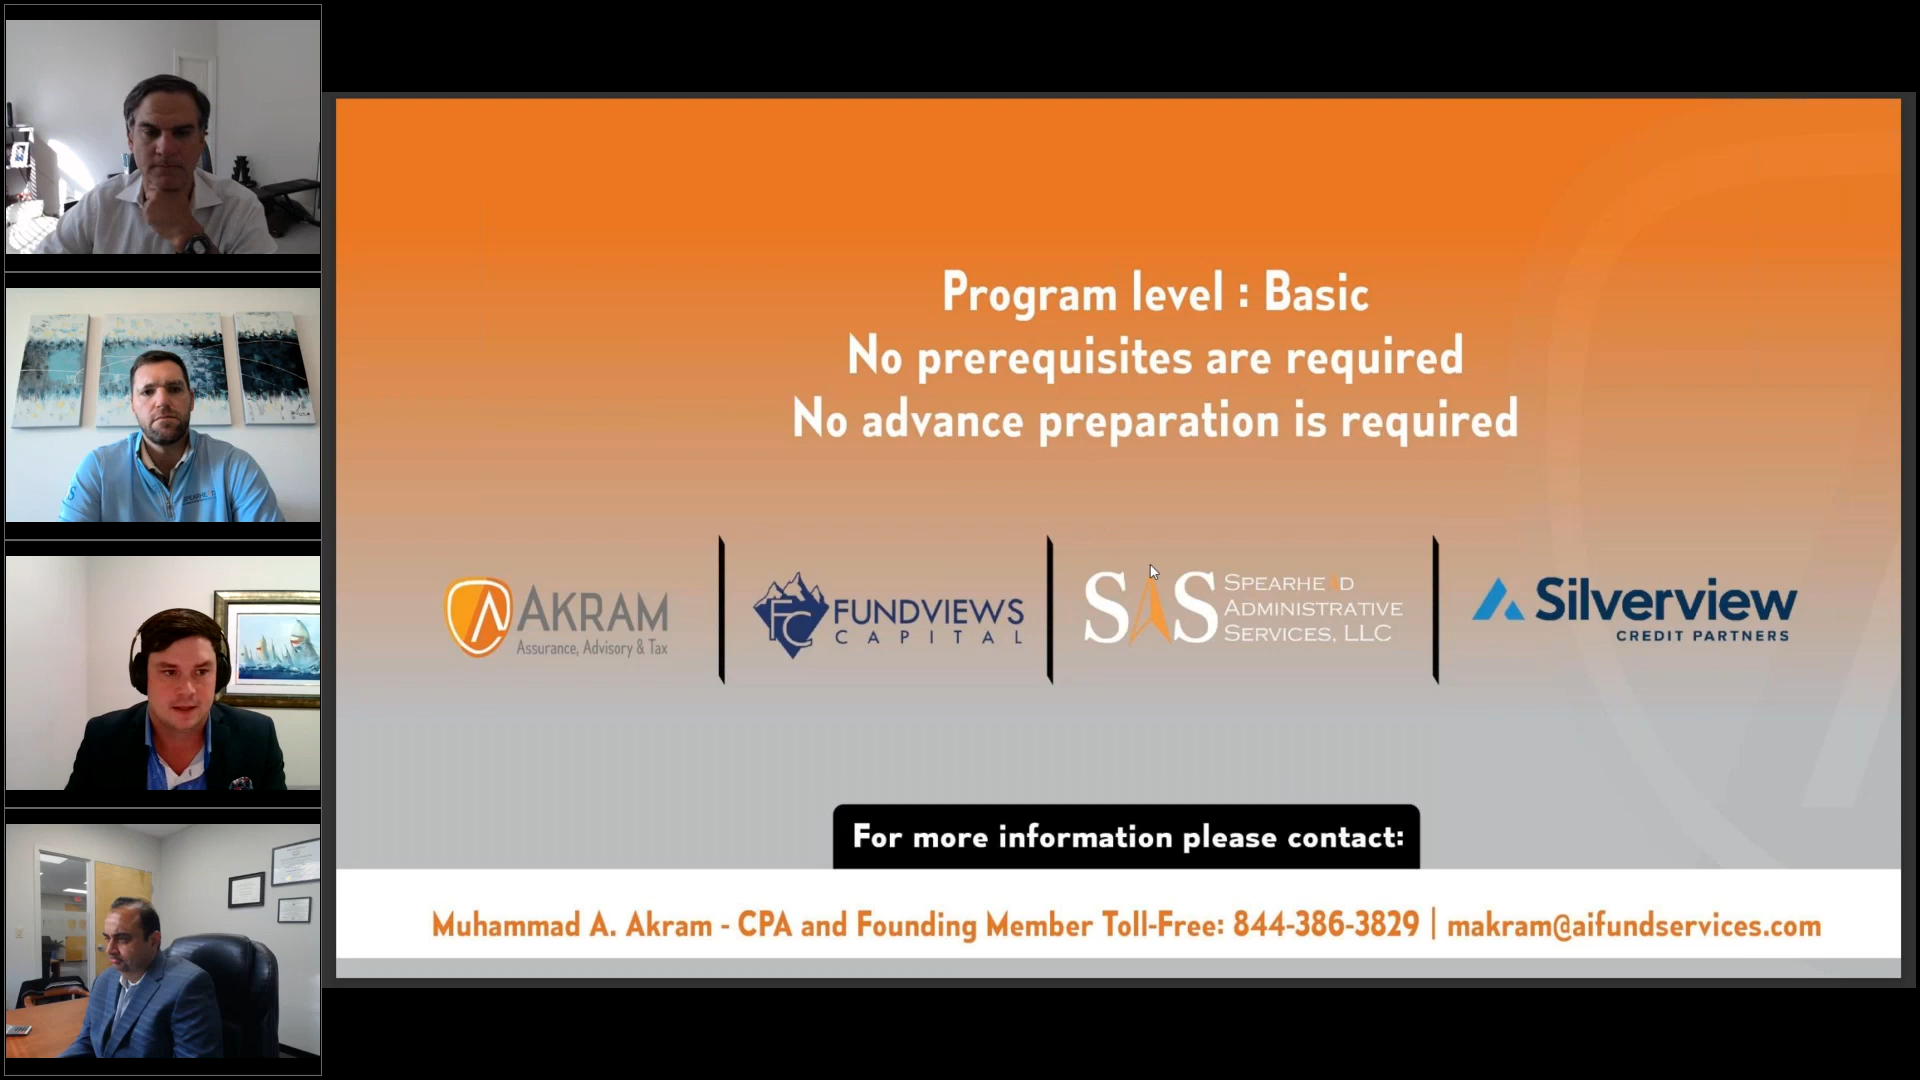 Program level : Basic
No prerequisites are required
No advance preparation is required
AKRAM
Assurance, Advisory & Tax
FC
FUNDVIEWS
CAPITAL
SAS
SPEARHEAD
ADMINISTRATIVE
SERVICES, LLC
Silverview
CREDIT PARTNERS
For more information please contact:
Muhammad A. Akram - CPA and Founding Member Toll-Free: 844-386-3829 | makram@aifundservices.com